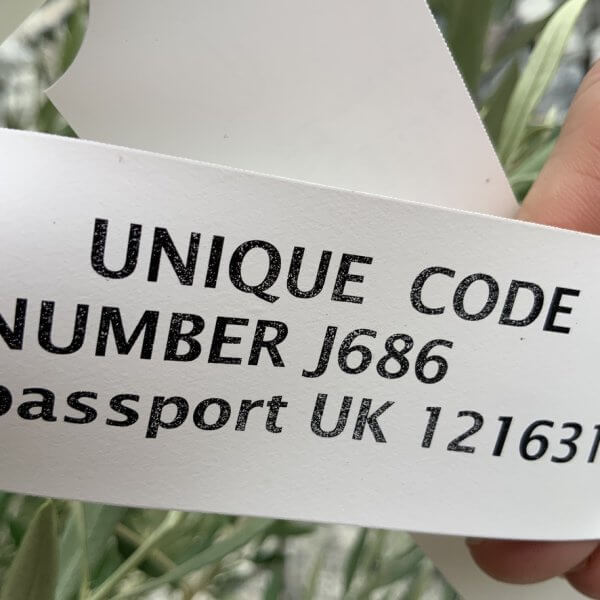 UNIQUE CODE
NUMBER J686
passport UK 121631